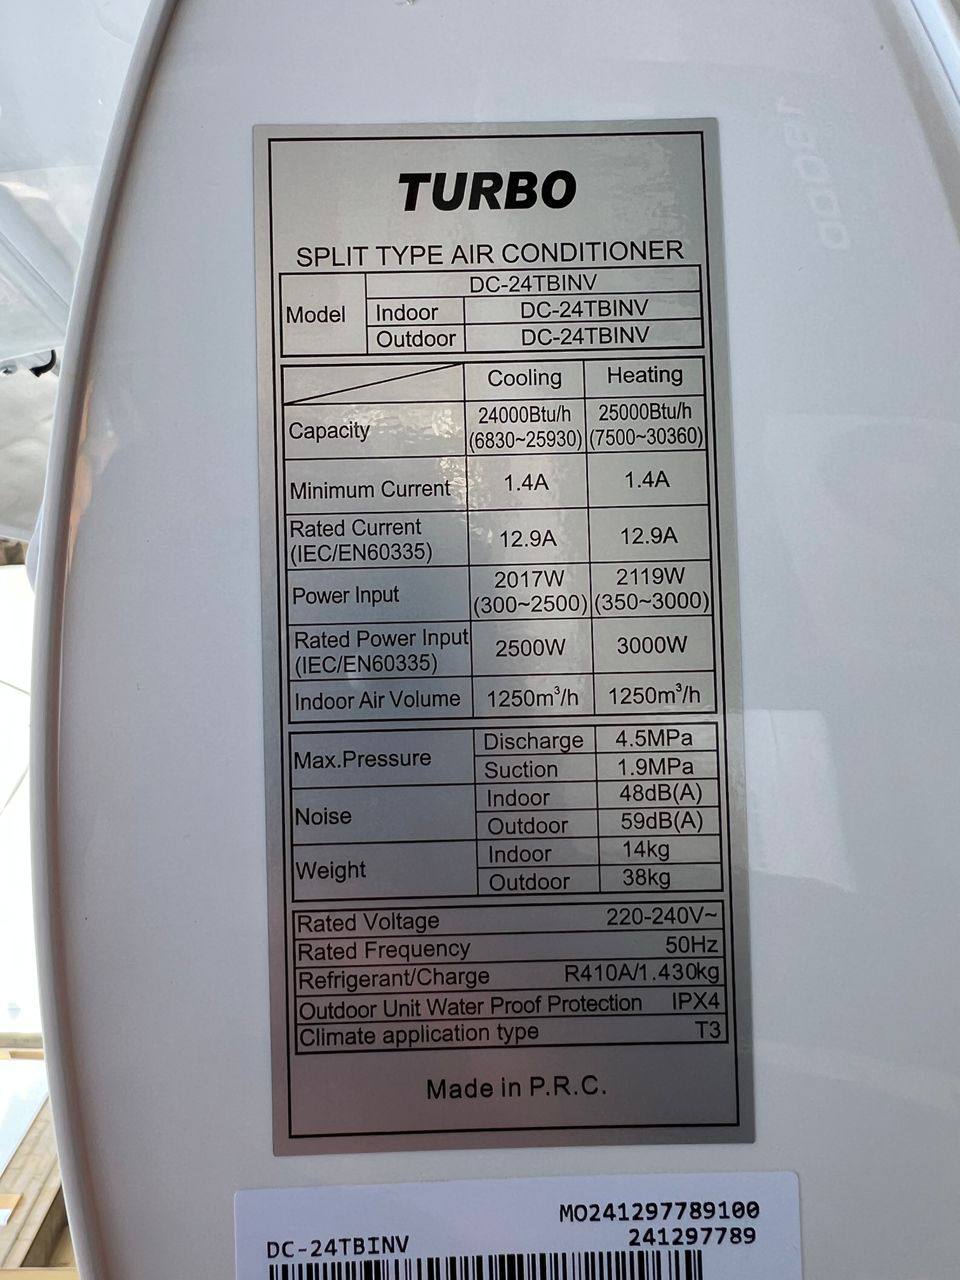 TURBO
SPLIT TYPE AIR CONDITIONER
Model DC-24TBINV
Indoor DC-24TBINV
Outdoor DC-24TBINV
Cooling Heating
Capacity 24000Btu/h (6830~25930) 25000Btu/h (7500~30360)
Minimum Current 1.4A 1.4A
Rated Current (IEC/EN60335) 12.9A 12.9A
Power Input 2017W (300~2500) 2119W (350~3000)
Rated Power Input (IEC/EN60335) 2500W 3000W
Indoor Air Volume 1250m³/h 1250m³/h
Max.Pressure Discharge 4.5MPa
Suction 1.9MPa
Noise Indoor 48dB(A)
Outdoor 59dB(A)
Weight Indoor 14kg
Outdoor 38kg
Rated Voltage 220-240V~
Rated Frequency 50Hz
Refrigerant/Charge R410A/1.430kg
Outdoor Unit Water Proof Protection IPX4
Climate application type T3
Made in P.R.C.
MO241297789100
DC-24TBINV 241297789